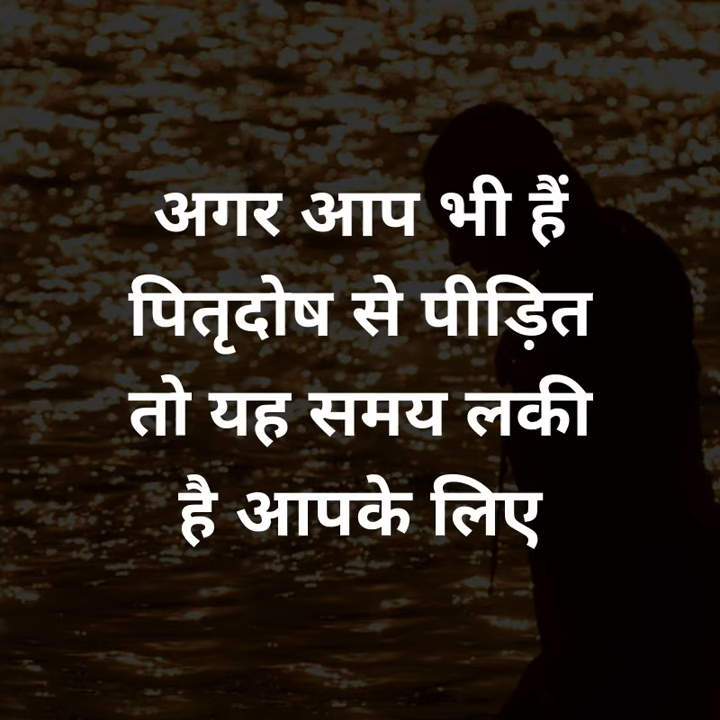 अगर आप भी हैं
पितृदोष से पीड़ित
तो यह समय लकी
है आपके लिए